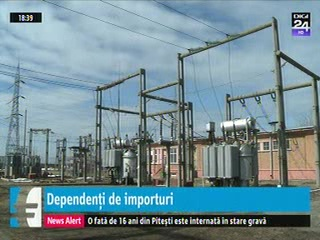 18:39
DIGI
24
HD
Dependenți de importuri
News Alert O fată de 16 ani din Pitești este internată în stare gravă